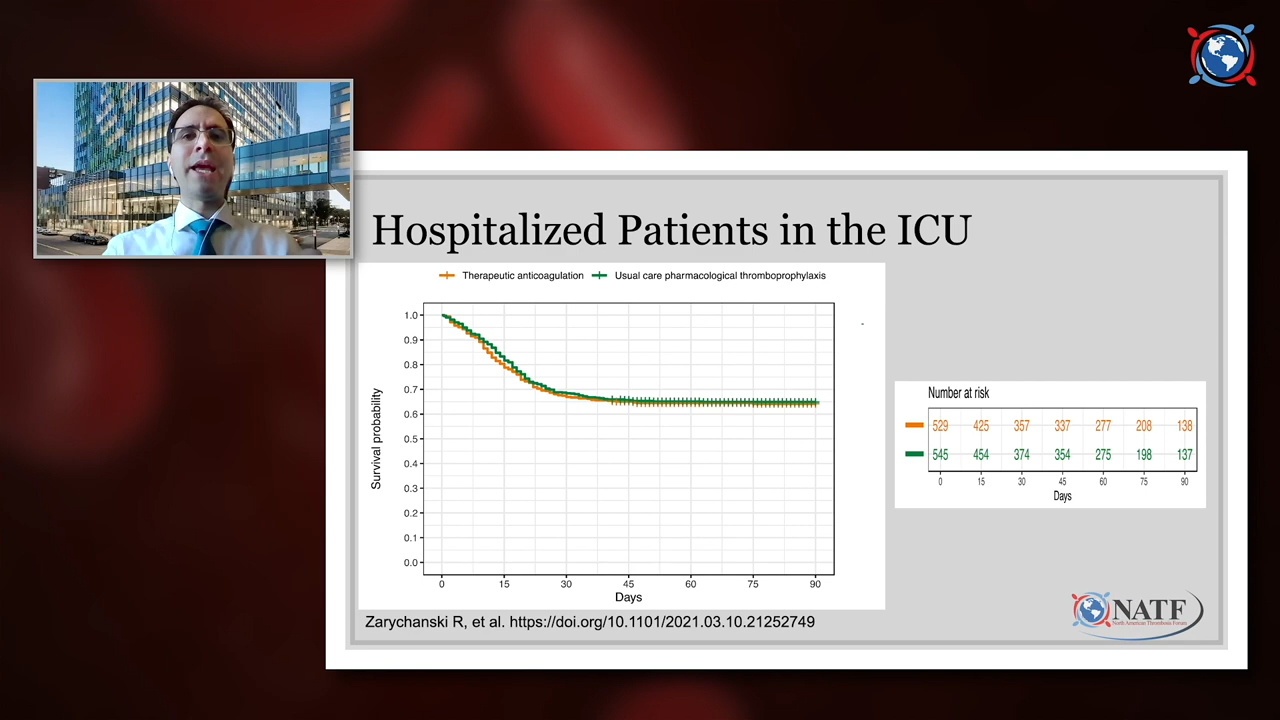 Hospitalized Patients in the ICU
Therapeutic anticoagulation Usual care pharmacological thromboprophylaxis
1.0
0.9
0.8
0.7
0.6
0.5
0.4
0.3
0.2
0.1
0.0
Survival probability
0 15 30 45 60 75 90
Days
Number at risk
529 425 357 337 277 208 138
545 454 374 354 275 198 137
0 15 30 45 60 75 90
Days
Zarychanski R, et al. https://doi.org/10.1101/2021.03.10.21252749
NATF
North American Thrombosis Forum